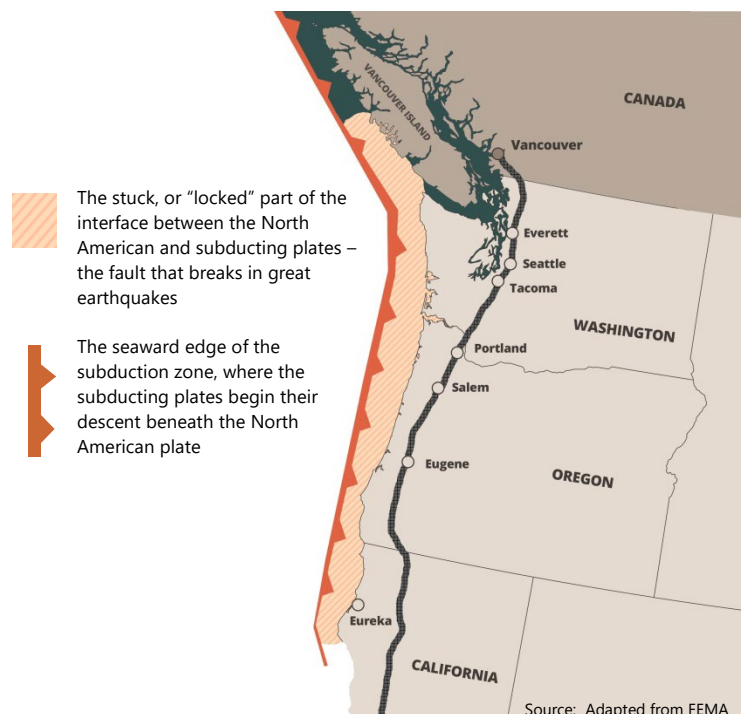 The stuck, or “locked” part of the
interface between the North
American and subducting plates –
the fault that breaks in great
earthquakes
The seaward edge of the
subduction zone, where the
subducting plates begin their
descent beneath the North
American plate
VANCOUVER ISLAND
CANADA
Vancouver
Everett
Seattle
Tacoma
WASHINGTON
Portland
Salem
Eugene
OREGON
Eureka
CALIFORNIA
Source: Adapted from FEMA